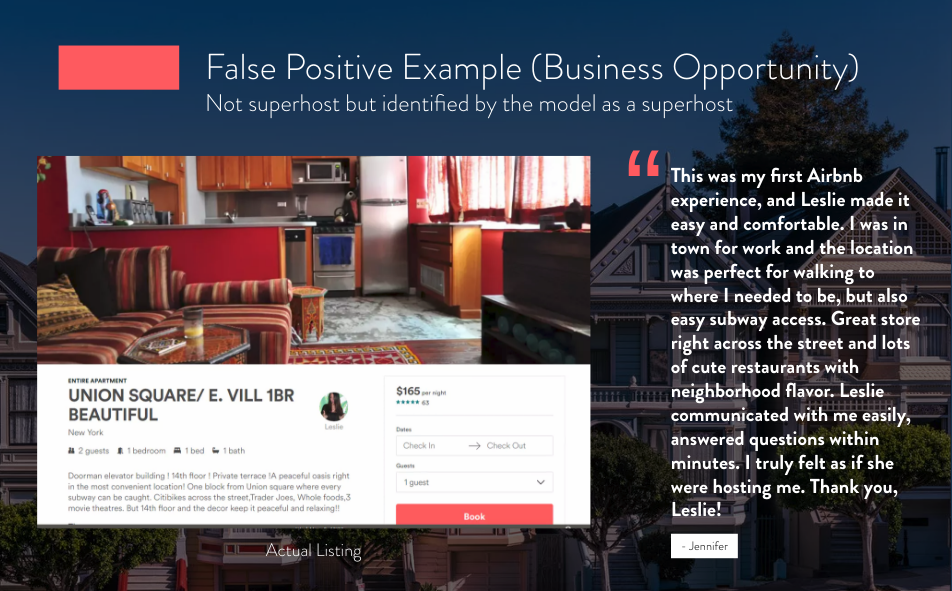 False Positive Example (Business Opportunity)
Not superhost but identified by the model as a superhost
ENTIRE APARTMENT
UNION SQUARE/ E. VILL 1BR
BEAUTIFUL
New York
Leslie
2 guests 1 bedroom 1 bed 1 bath
Doorman elevator building ! 14th floor ! Private terrace !A peaceful oasis right
in the most convenient location! One block from Union square where every
subway can be caught. Citibikes across the street,Trader Joes, Whole foods,3
movie theatres. But 14th floor and the decor keep it peaceful and relaxing!!
$165 per night
★★★★★ 63
Dates
Check In → Check Out
Guests
1 guest
Book
Actual Listing
“
This was my first Airbnb
experience, and Leslie made it
easy and comfortable. I was in
town for work and the location
was perfect for walking to
where I needed to be, but also
easy subway access. Great store
right across the street and lots
of cute restaurants with
neighborhood flavor. Leslie
communicated with me easily,
answered questions within
minutes. I truly felt as if she
were hosting me. Thank you,
Leslie!
- Jennifer